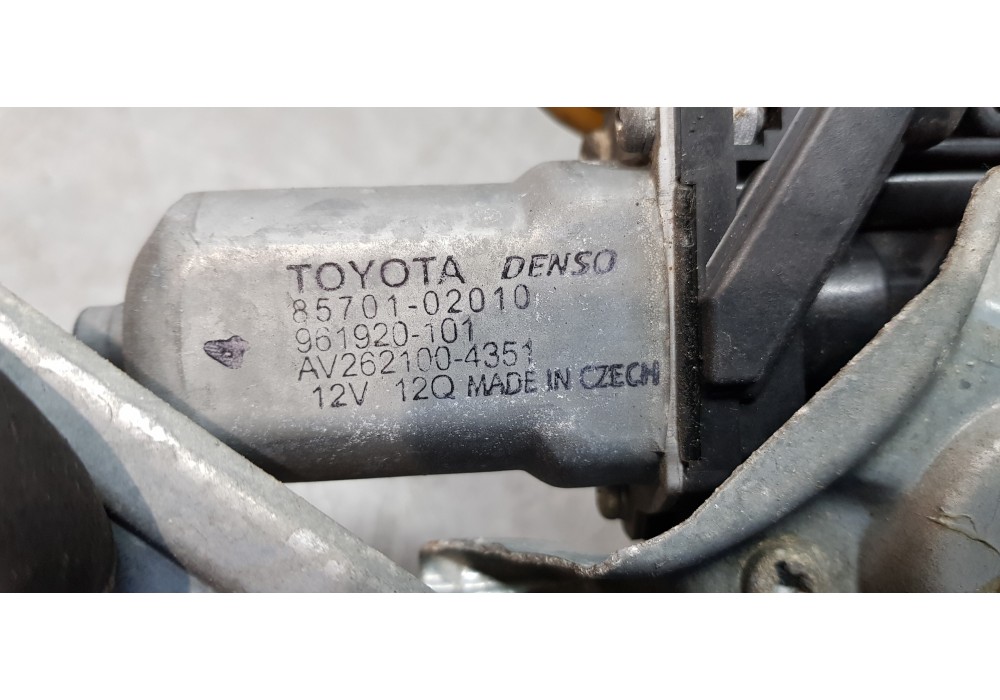 TOYOTA DENSO
85701-02010
961920-101
AV262100-4351
12V 12Q MADE IN CZECH